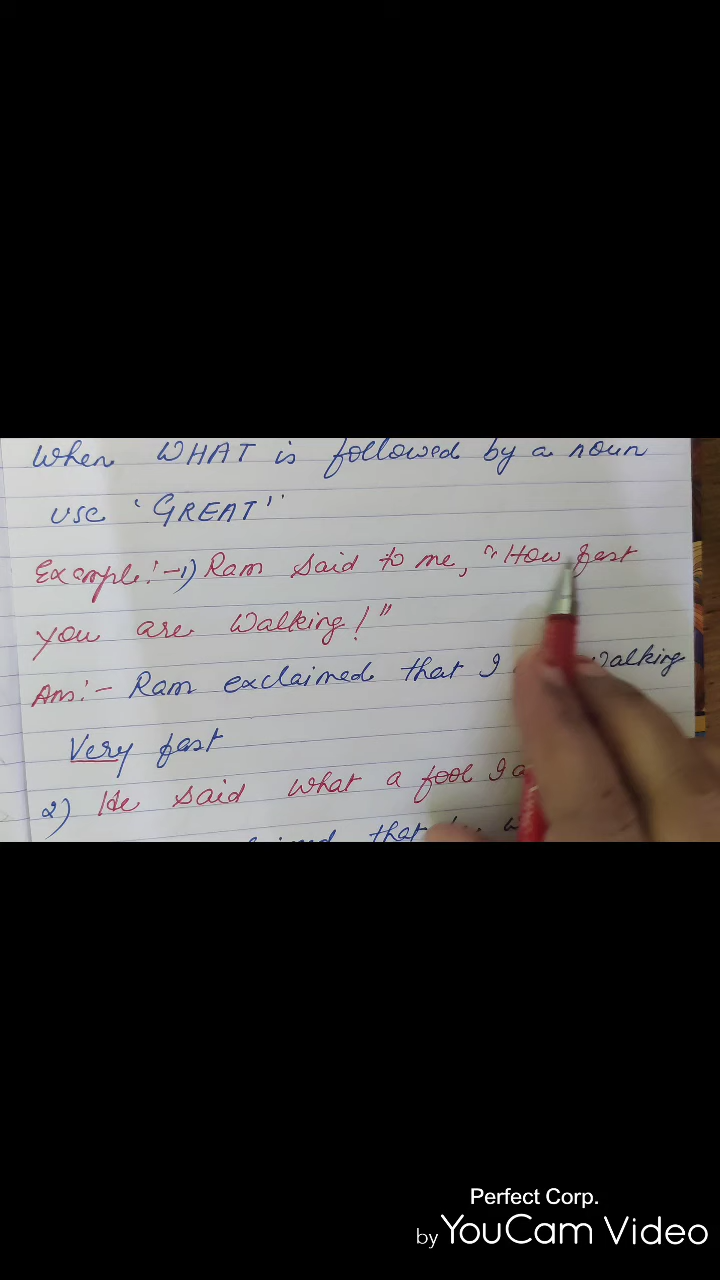 When WHAT is followed by a noun
use 'GREAT'
Example:-1) Ram said to me, "How fast
you are walking!"
Ans:- Ram exclaimed that I walking
Very fast
2) He said what a fool I
that
Perfect Corp.
by YouCam Video